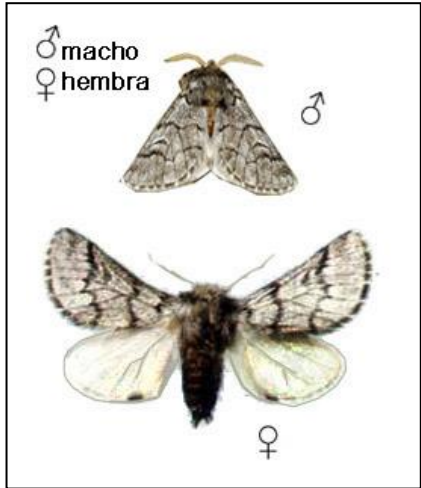 ♂ macho
♀ hembra
♂
♀